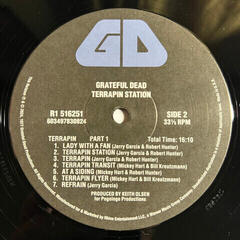 GD
GRATEFUL DEAD
TERRAPIN STATION
R1 516251
603497830024
SIDE 2
33⅓ RPM
TERRAPIN PART 1 Total Time: 16:10
1. LADY WITH A FAN (Jerry Garcia & Robert Hunter)
2. TERRAPIN STATION (Jerry Garcia & Robert Hunter)
3. TERRAPIN (Jerry Garcia & Robert Hunter)
4. TERRAPIN TRANSIT (Mickey Hart & Bill Kreutzmann)
5. AT A SIDING (Mickey Hart & Robert Hunter)
6. TERRAPIN FLYER (Mickey Hart & Bill Kreutzmann)
7. REFRAIN (Jerry Garcia)
PRODUCED BY KEITH OLSEN
for Pogologo Productions